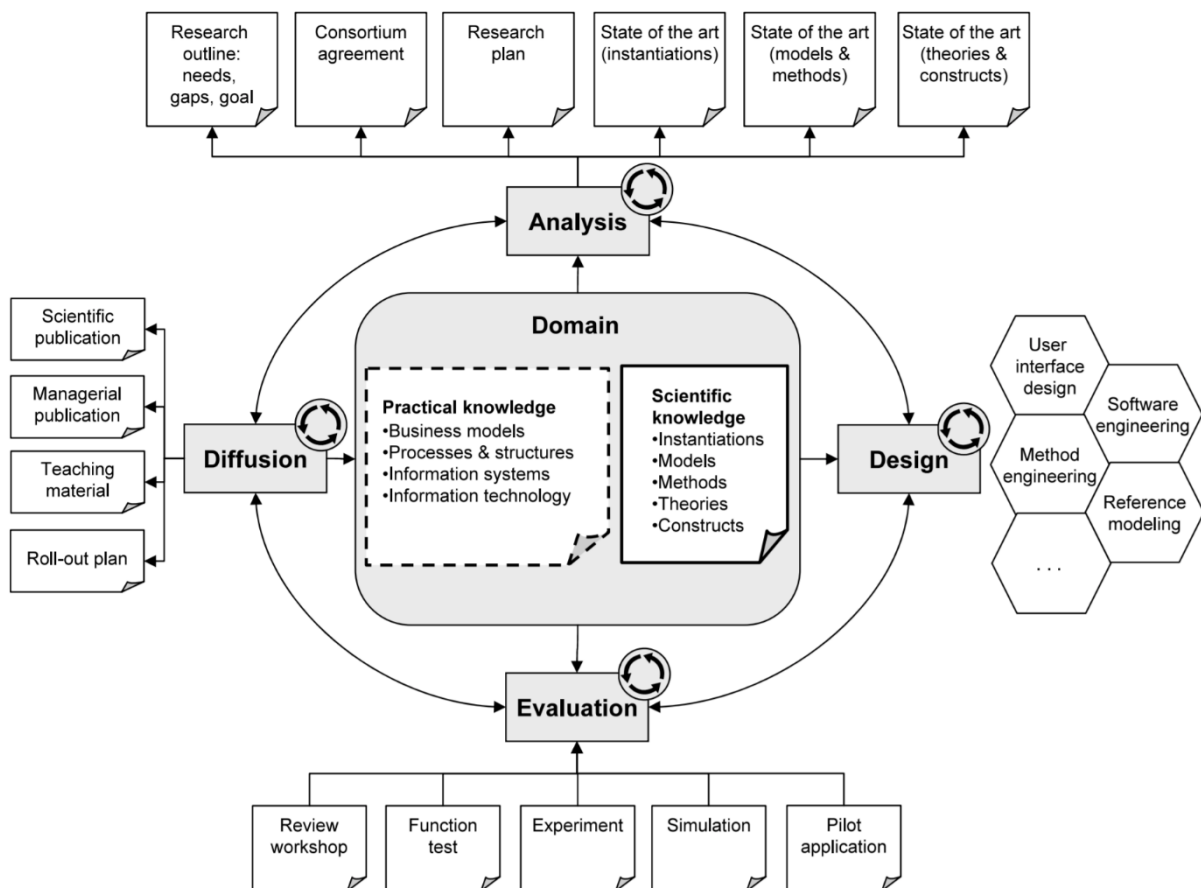 Research
outline:
needs,
gaps, goal
Consortium
agreement
Research
plan
State of the art
(instantiations)
State of the art
(models &
methods)
State of the art
(theories &
constructs)
Analysis
Scientific
publication
Managerial
publication
Teaching
material
Roll-out plan
Diffusion
Domain
Practical knowledge
•Business models
•Processes & structures
•Information systems
•Information technology
Scientific
knowledge
•Instantiations
•Models
•Methods
•Theories
•Constructs
Design
User
interface
design
Software
engineering
Method
engineering
Reference
modeling
. . .
Evaluation
Review
workshop
Function
test
Experiment
Simulation
Pilot
application